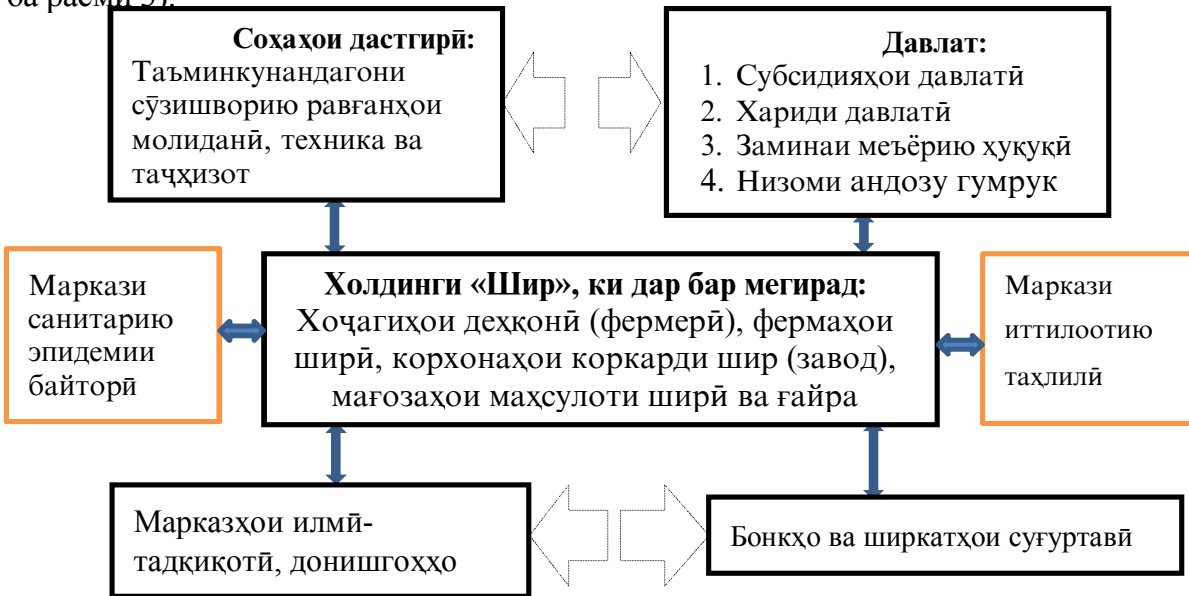 ба расми 3).
Соҳаҳои дастгирӣ:
Таъминкунандагони
сӯзишворию равғанҳои
молиданӣ, техника ва
таҷҳизот
Давлат:
1. Субсидияҳои давлатӣ
2. Хариди давлатӣ
3. Заминаи меъёрию ҳуқуқӣ
4. Низоми андозу гумрук
Маркази
санитарию
эпидемии
байторӣ
Холдинги «Шир», ки дар бар мегирад:
Хоҷагиҳои деҳқонӣ (фермерӣ), фермаҳои
ширӣ, корхонаҳои коркарди шир (завод),
мағозаҳои маҳсулоти ширӣ ва ғайра
Маркази
иттилоотию
таҳлилӣ
Марказҳои илмӣ-
тадқиқотӣ, донишгоҳҳо
Бонкҳо ва ширкатҳои суғуртавӣ